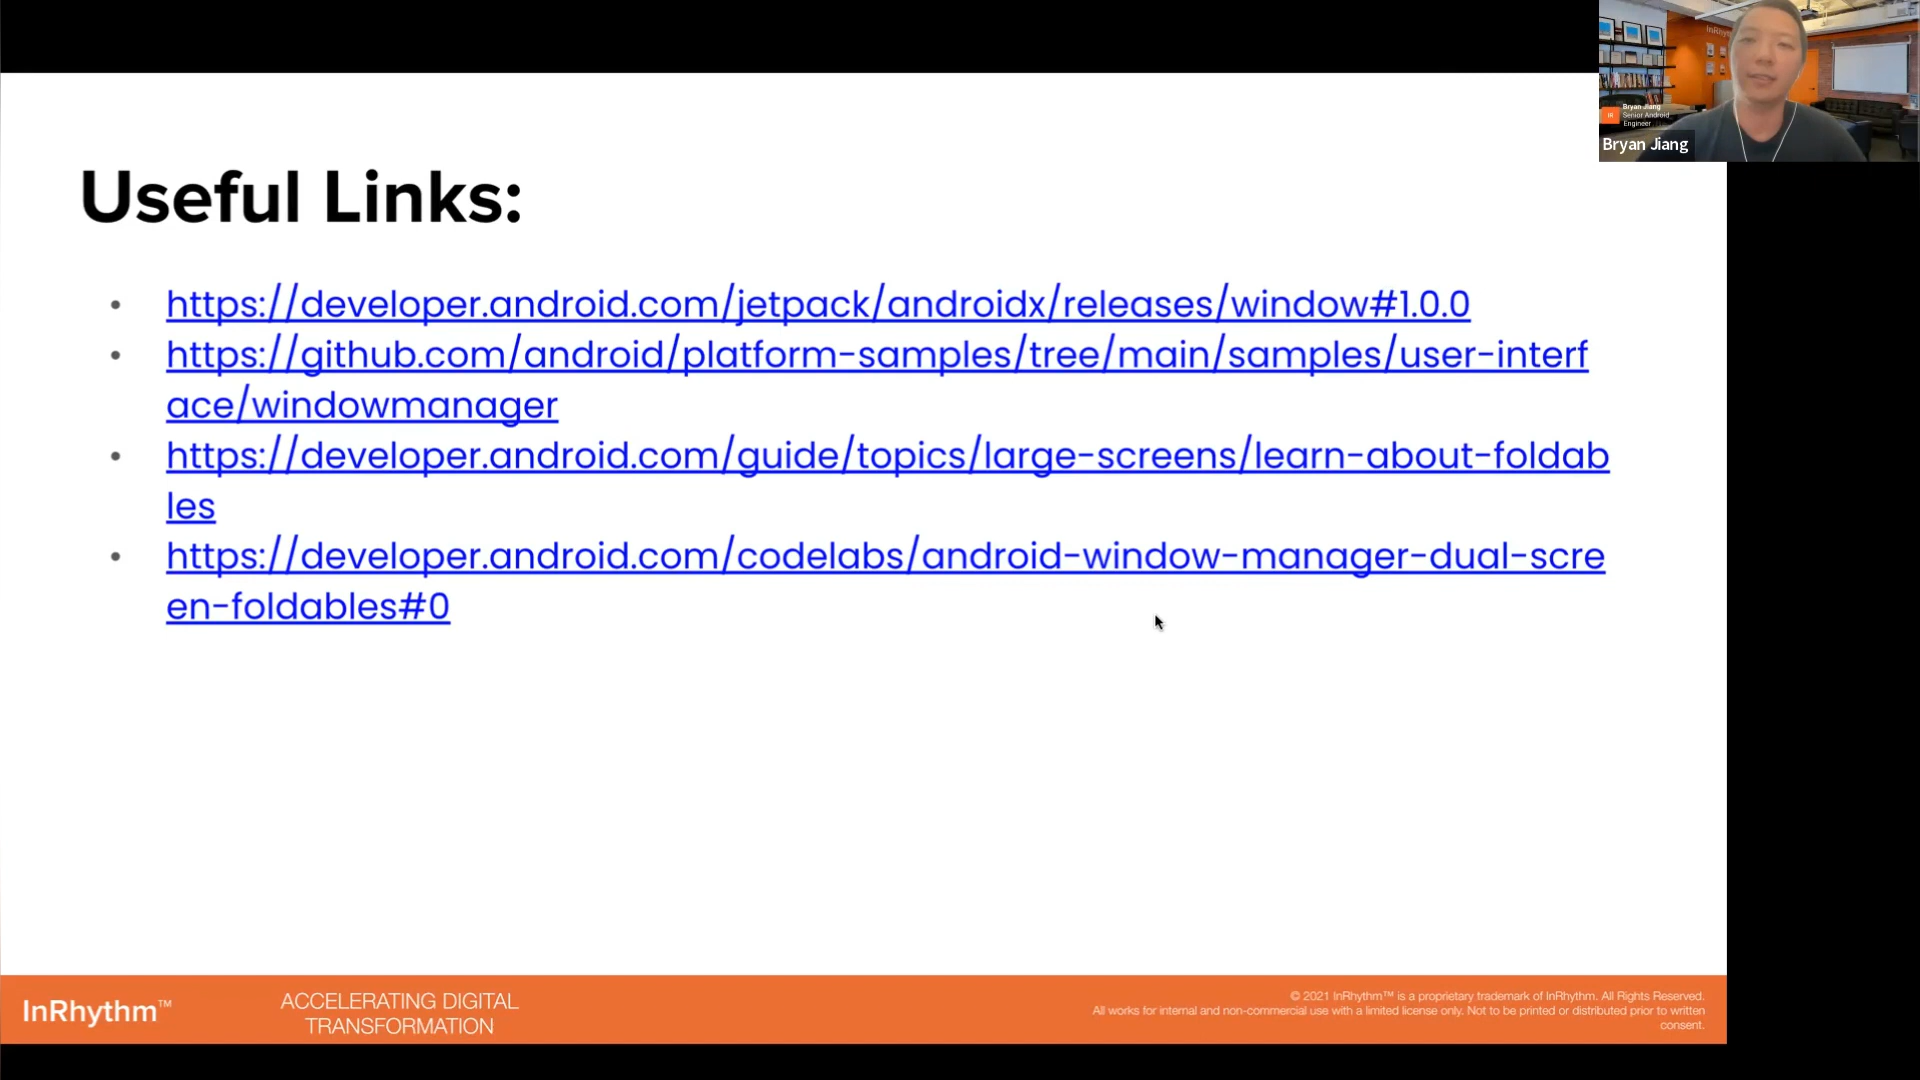 InRhythm
Bryan Jiang
Senior Android
Engineer
Bryan Jiang
Useful Links:
• https://developer.android.com/jetpack/androidx/releases/window#1.0.0
• https://github.com/android/platform-samples/tree/main/samples/user-interf
ace/windowmanager
• https://developer.android.com/guide/topics/large-screens/learn-about-foldab
les
• https://developer.android.com/codelabs/android-window-manager-dual-scre
en-foldables#0
InRhythm™
ACCELERATING DIGITAL
TRANSFORMATION
© 2021 InRhythm™ is a proprietary trademark of InRhythm. All Rights Reserved.
All works for internal and non-commercial use with a limited license only. Not to be printed or distributed prior to written
consent.